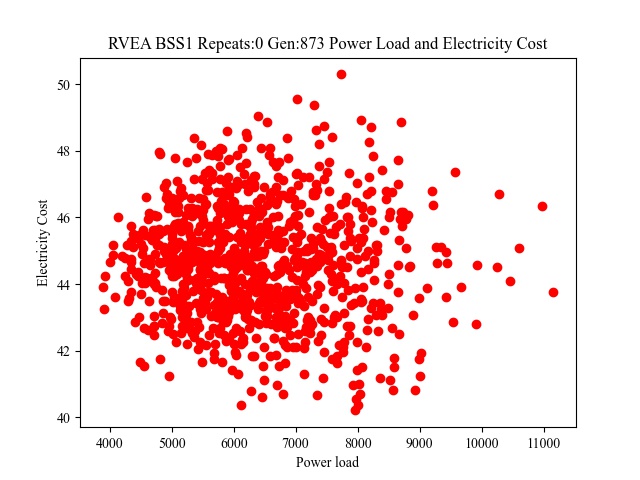 RVEA BSS1 Repeats:0 Gen:873 Power Load and Electricity Cost
50
48
46
44
42
40
Electricity Cost
4000 5000 6000 7000 8000 9000 10000 11000
Power load